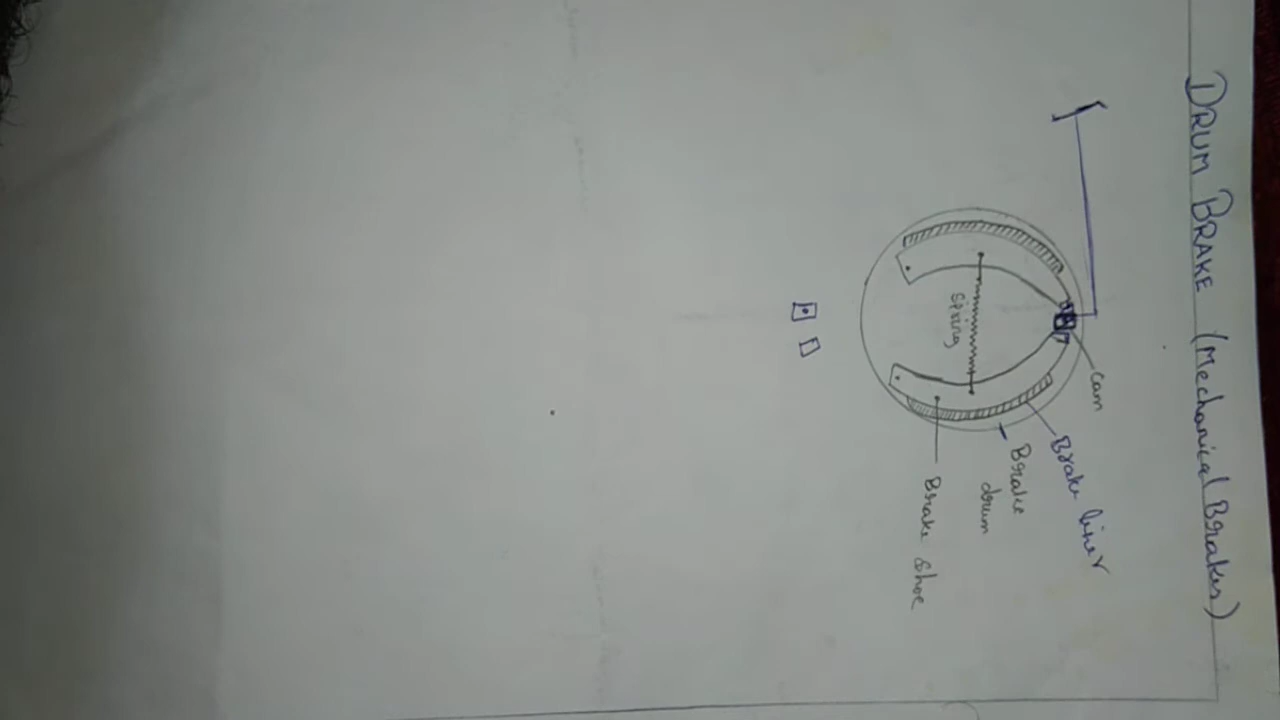 DRUM BRAKE (Mechanical Brakes)
Cam
Brake liner
Brake
drum
spring
Brake shoe